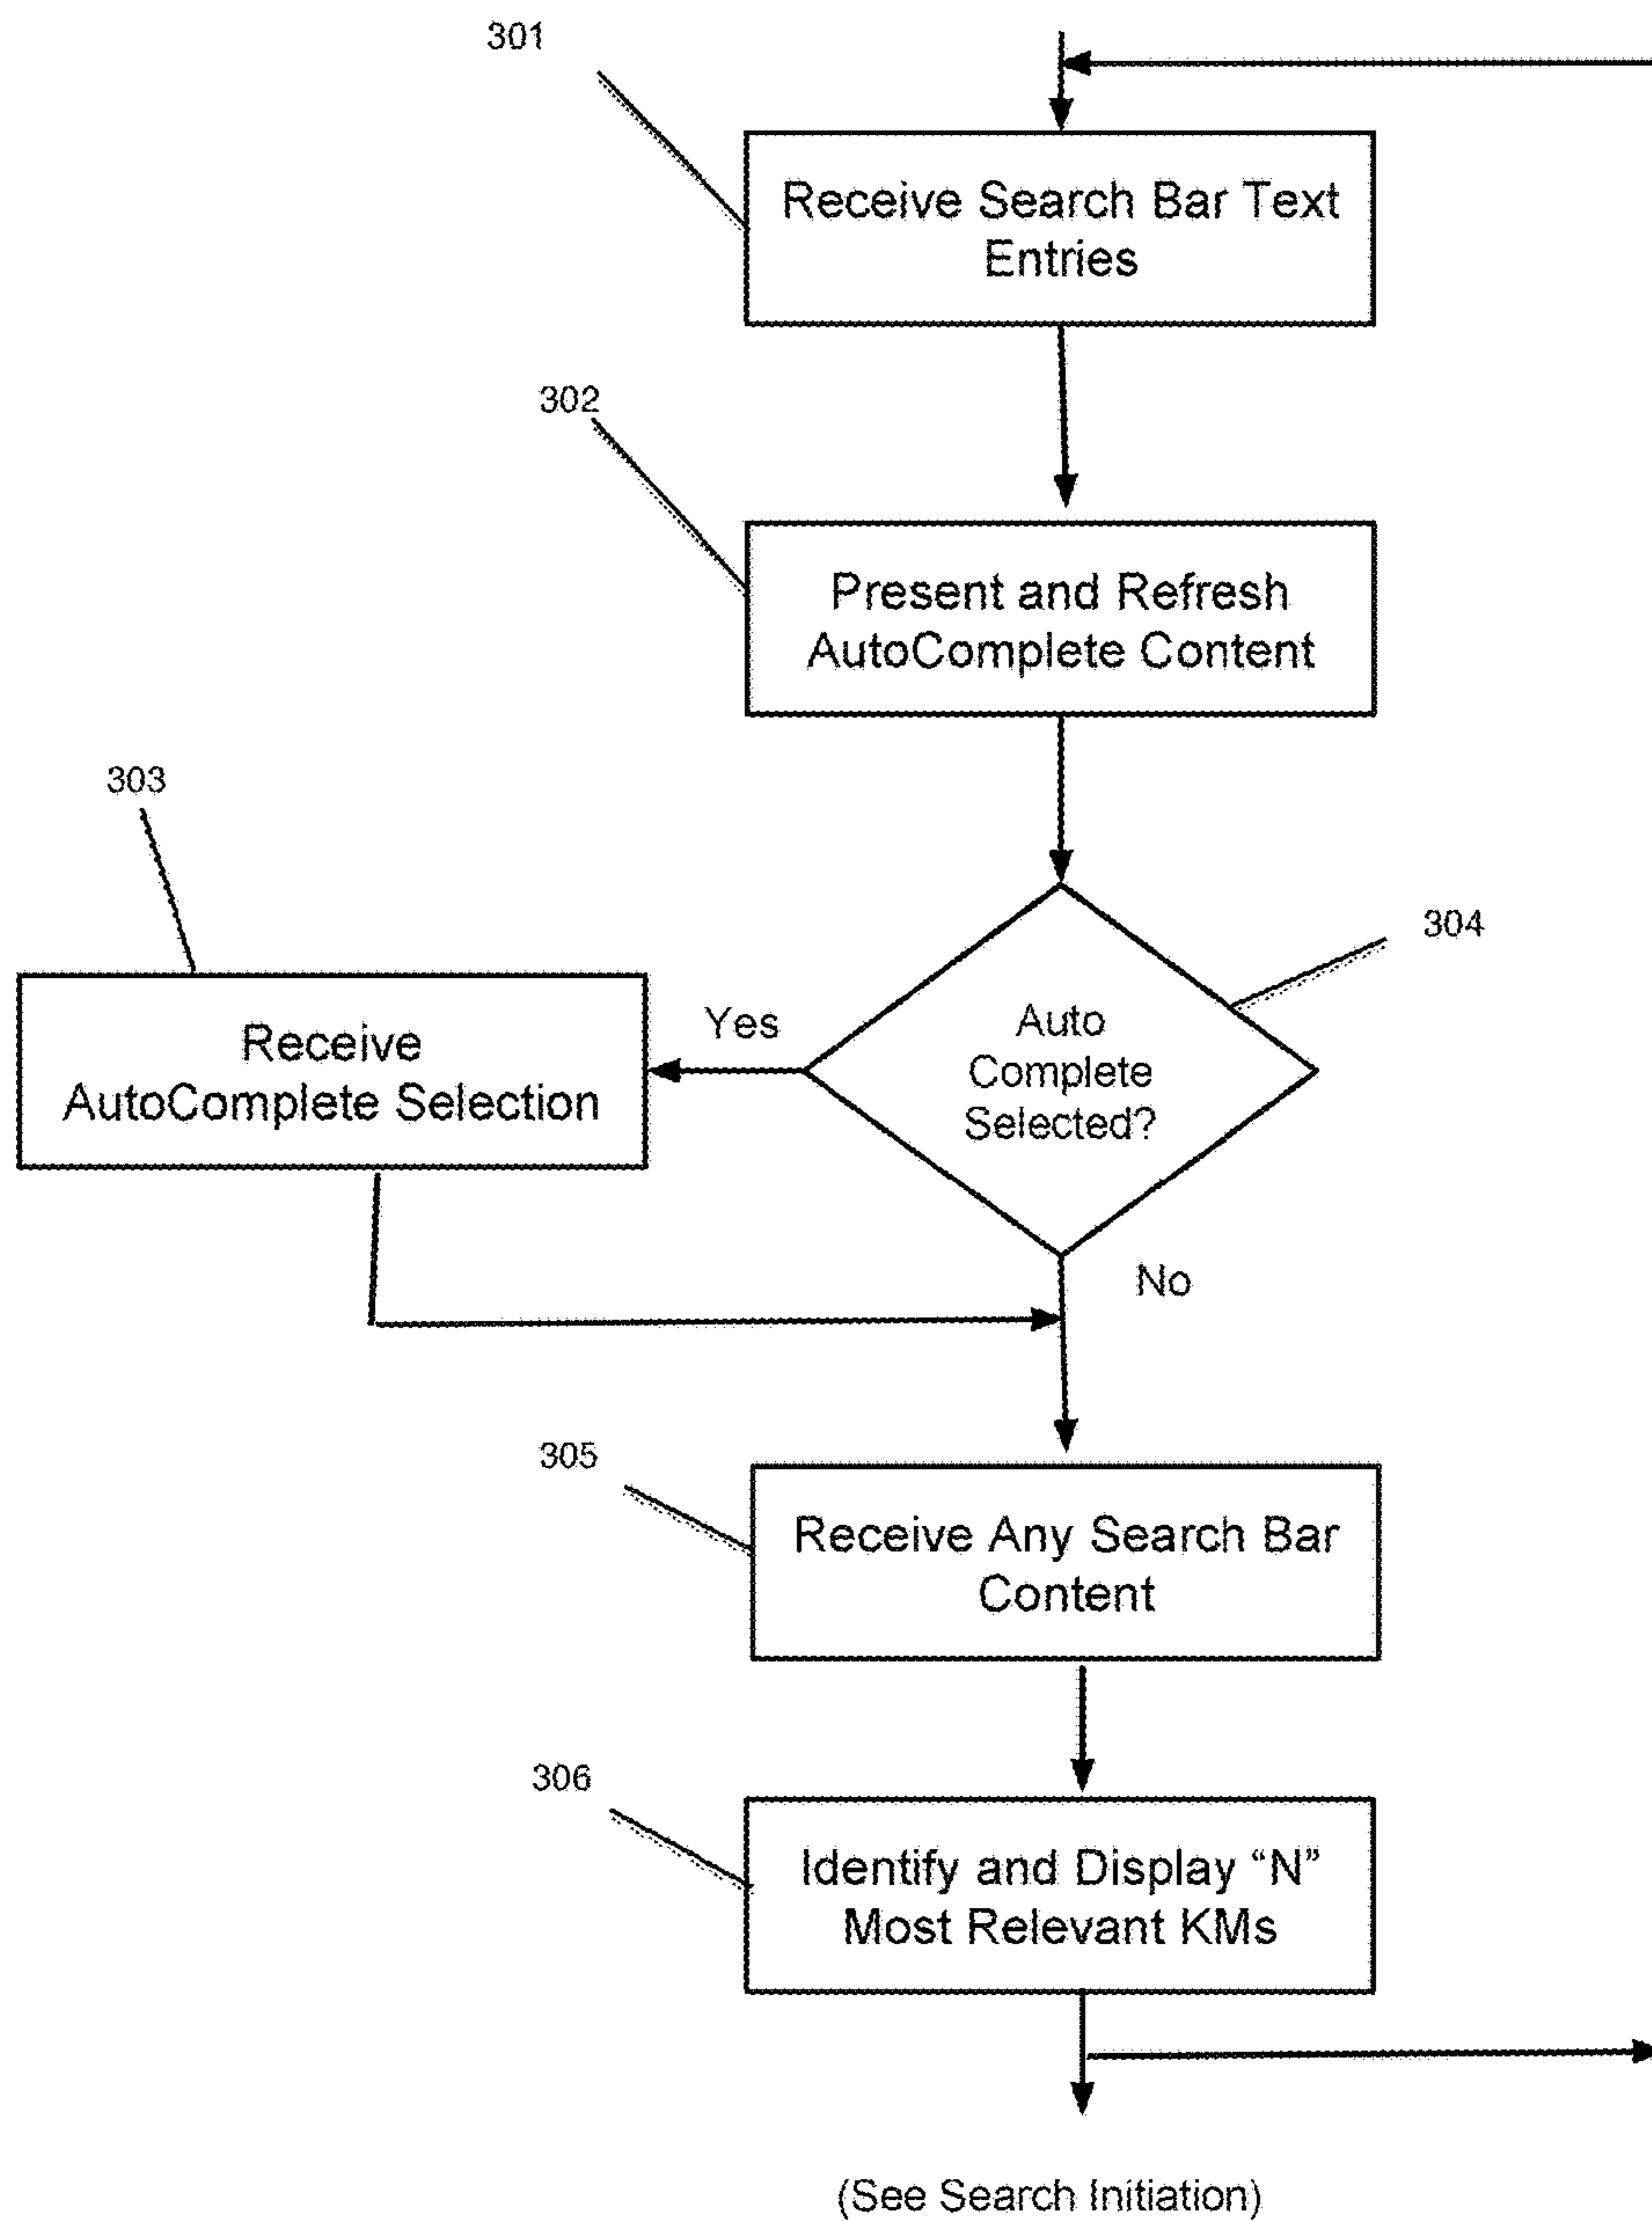 301
Receive Search Bar Text
Entries
302
Present and Refresh
AutoComplete Content
303
304
Receive
AutoComplete Selection
Yes
Auto
Complete
Selected?
No
305
Receive Any Search Bar
Content
306
Identify and Display “N”
Most Relevant KMs
(See Search Initiation)